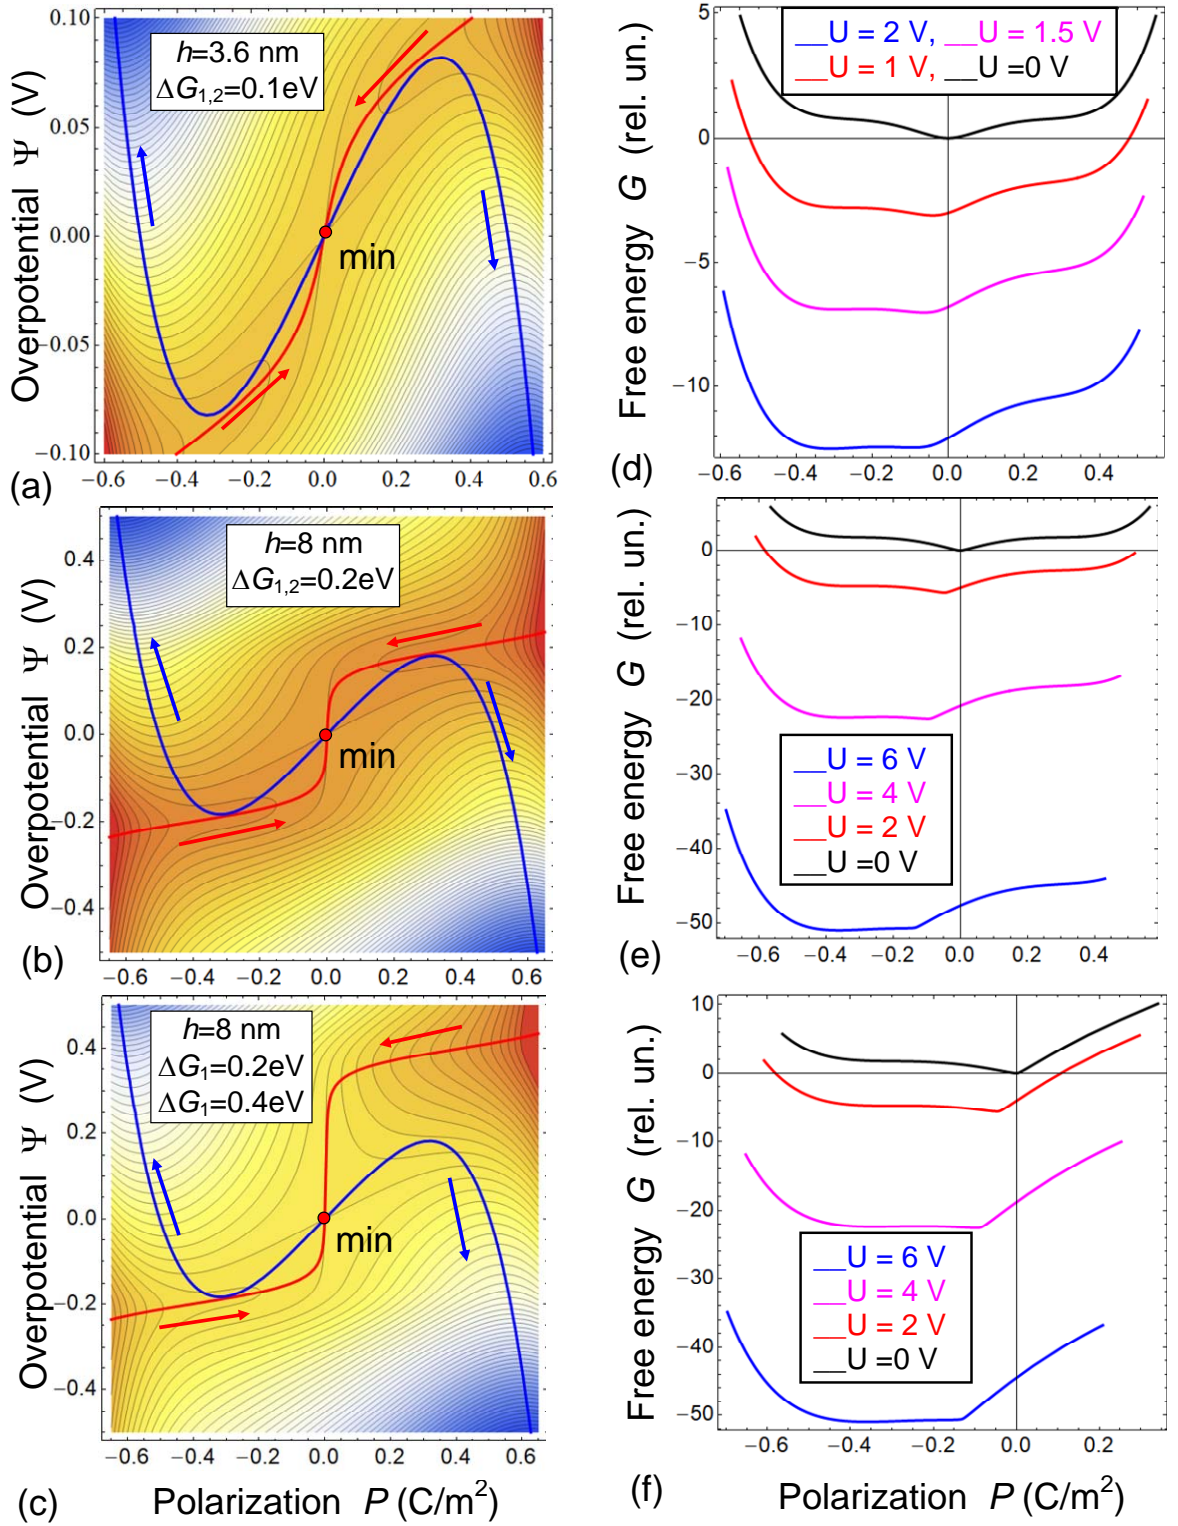 0.10
0.05
0.00
−0.05
−0.10
Overpotential Ψ (V)
h=3.6 nm
ΔG1,2=0.1eV
min
−0.6 −0.4 −0.2 0.0 0.2 0.4 0.6
(a)
5
0
−5
−10
Free energy G (rel. un.)
__U = 2 V, __U = 1.5 V
__U = 1 V, __U =0 V
−0.6 −0.4 −0.2 0.0 0.2 0.4
(d)
0.4
0.2
0.0
−0.2
−0.4
Overpotential Ψ (V)
h=8 nm
ΔG1,2=0.2eV
min
−0.6 −0.4 −0.2 0.0 0.2 0.4 0.6
(b)
0
−10
−20
−30
−40
−50
Free energy G (rel. un.)
__U = 6 V
__U = 4 V
__U = 2 V
__U =0 V
−0.6 −0.4 −0.2 0.0 0.2 0.4
(e)
0.4
0.2
0.0
−0.2
−0.4
Overpotential Ψ (V)
h=8 nm
ΔG1=0.2eV
ΔG1=0.4eV
min
−0.6 −0.4 −0.2 0.0 0.2 0.4 0.6
(c)
Polarization P (C/m²)
10
0
−10
−20
−30
−40
−50
Free energy G (rel. un.)
__U = 6 V
__U = 4 V
__U = 2 V
__U =0 V
−0.6 −0.4 −0.2 0.0 0.2
(f)
Polarization P (C/m²)